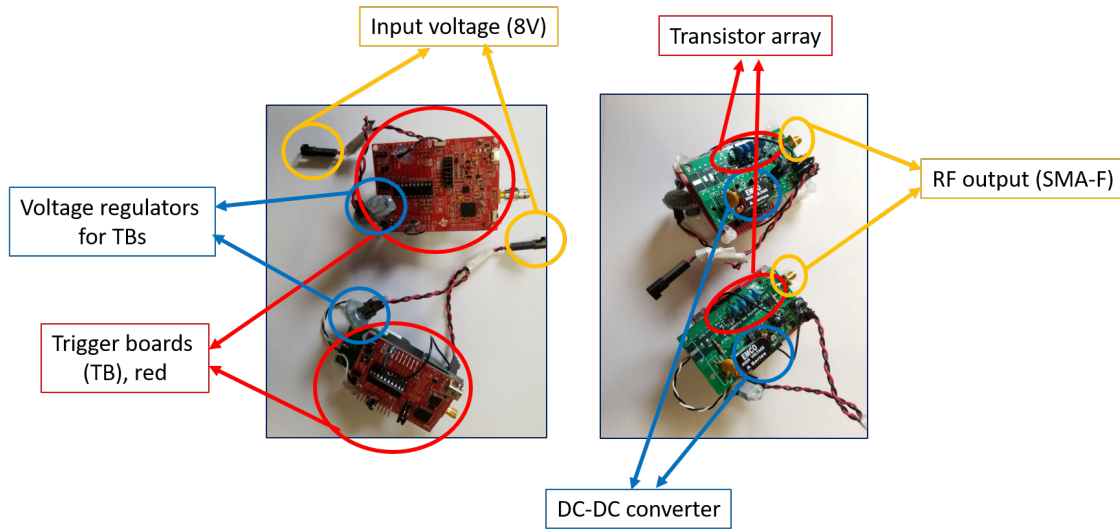 Input voltage (8V)
Transistor array
RF output (SMA-F)
Voltage regulators
for TBs
Trigger boards
(TB), red
DC-DC converter
EMCO
A Series